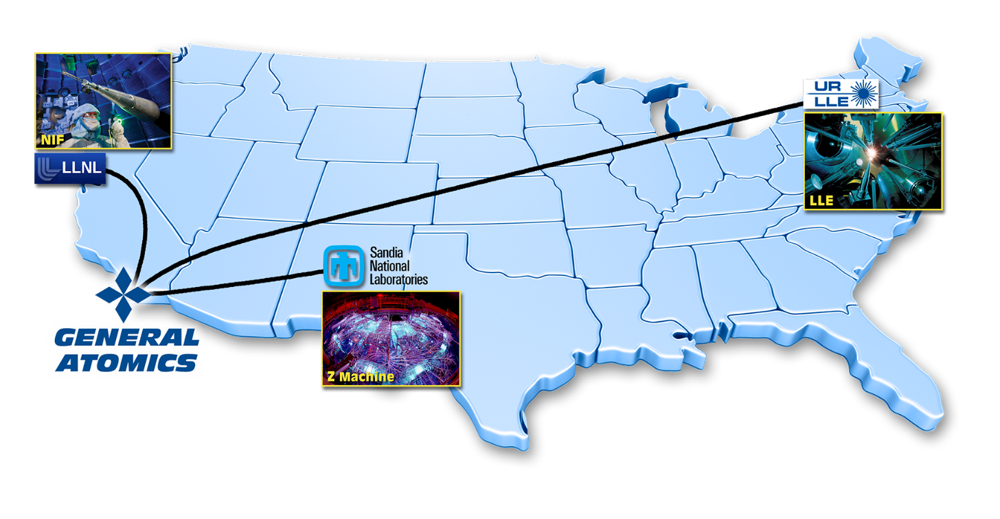 NIF
LLNL
GENERAL
ATOMICS
Sandia
National
Laboratories
Z Machine
UR
LLE
LLE